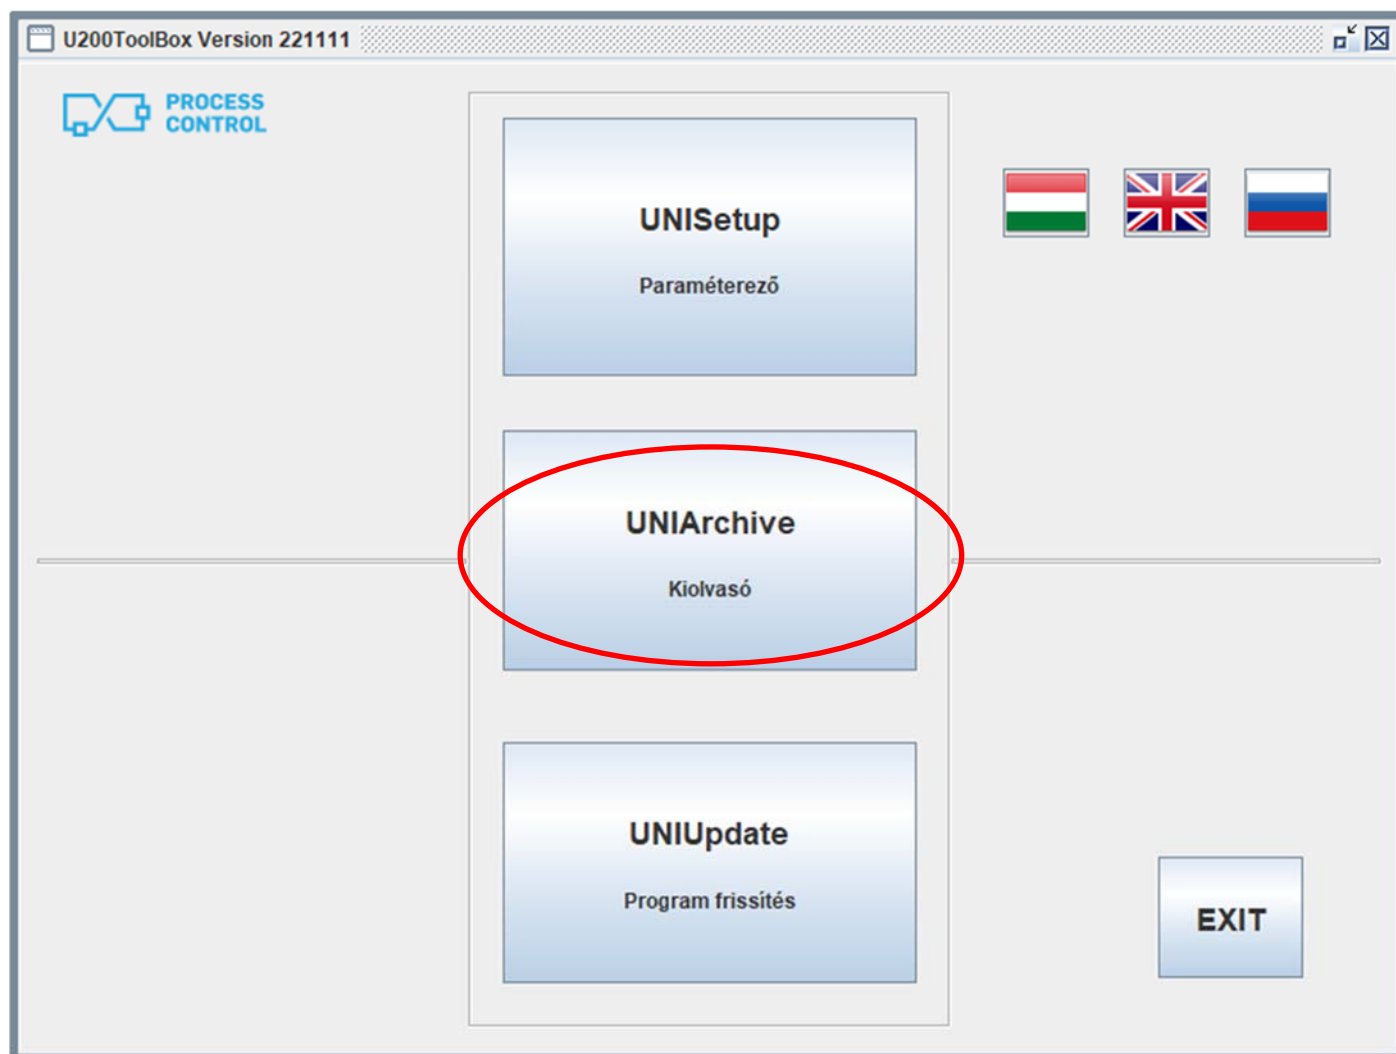 U200ToolBox Version 221111
PROCESS
CONTROL
UNISetup
Paraméterező
UNIArchive
Kiolvasó
UNIUpdate
Program frissítés
EXIT